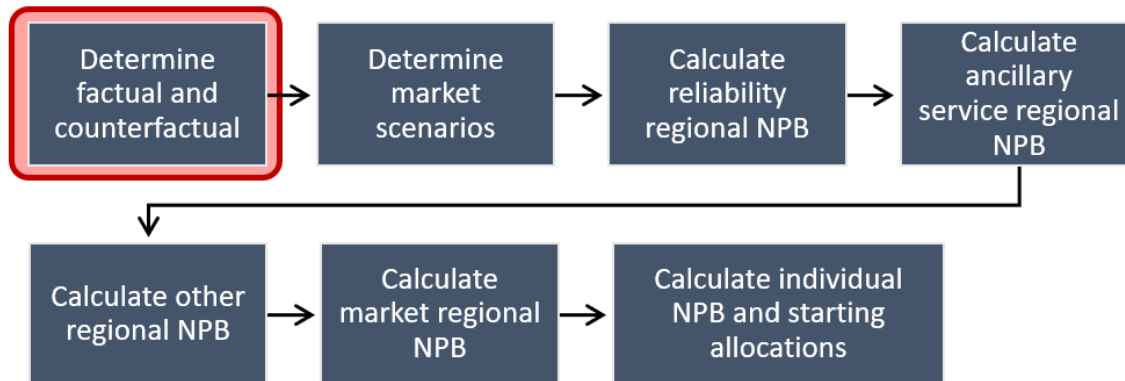 Determine
factual and
counterfactual
Determine
market
scenarios
Calculate
reliability
regional NPB
Calculate
ancillary
service regional
NPB
Calculate other
regional NPB
Calculate
market regional
NPB
Calculate individual
NPB and starting
allocations